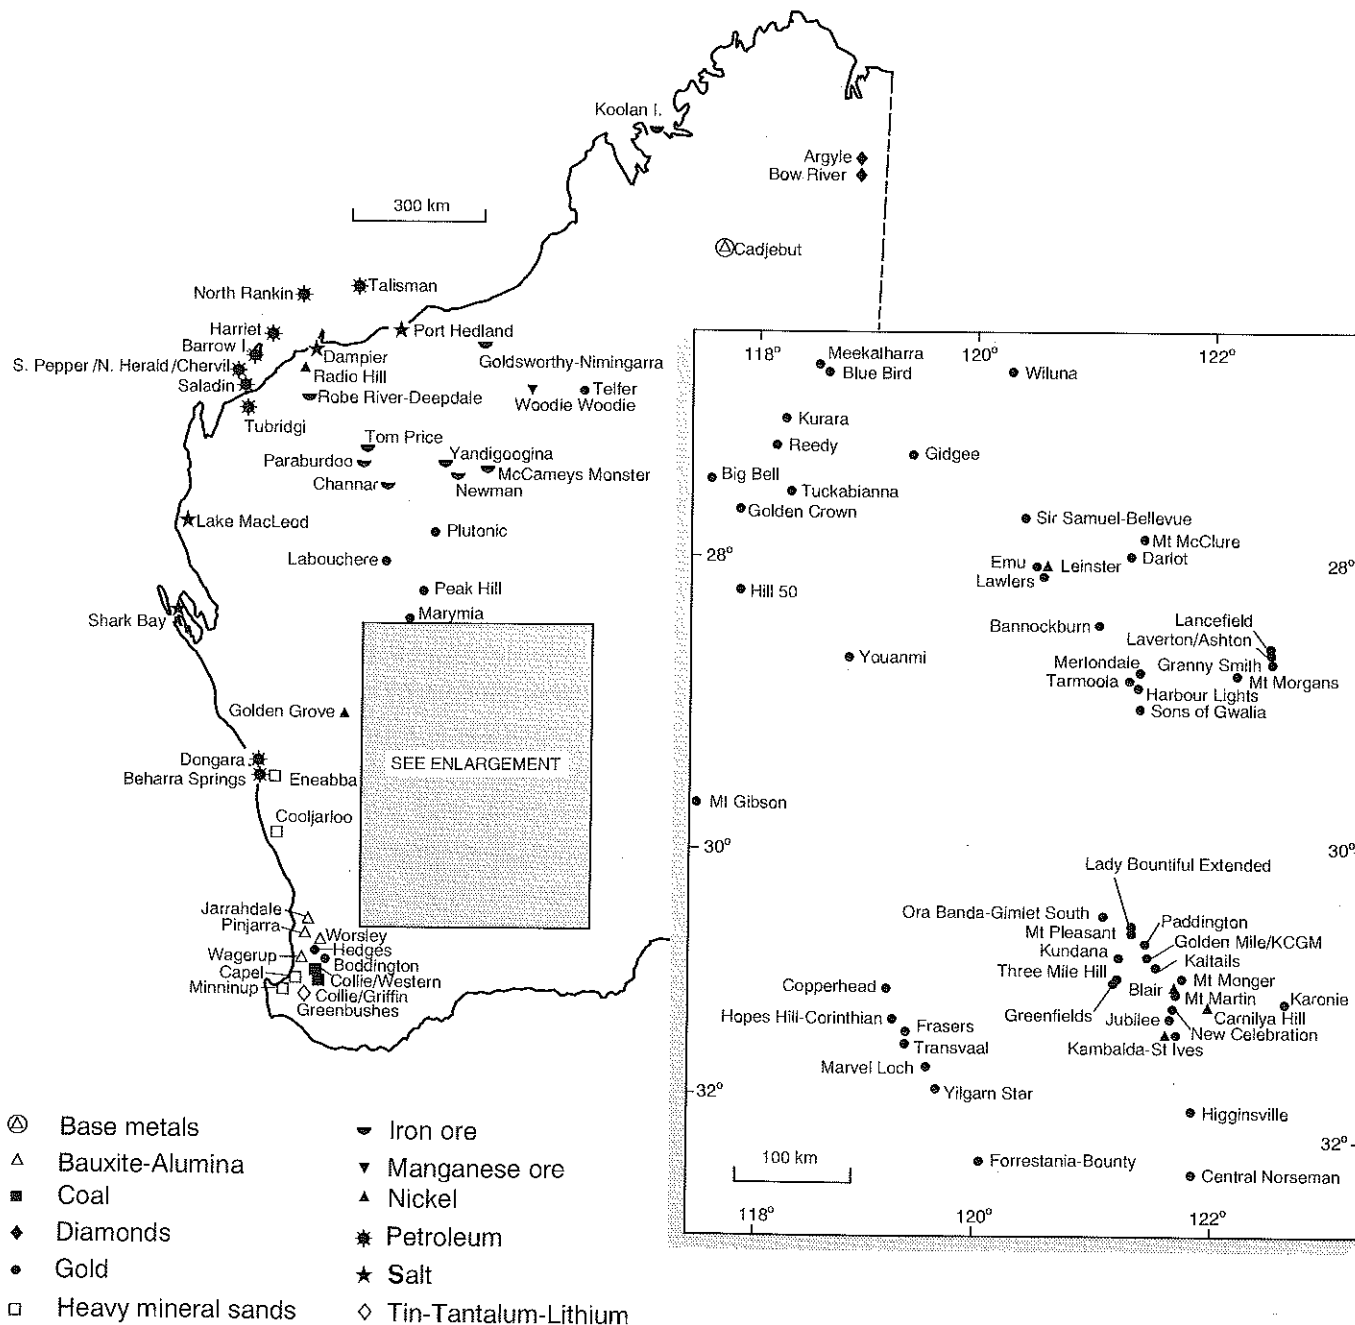 Koolan I.
Argyle
Bow River
300 km
Cadjebut
North Rankin
Talisman
Harriet
Port Hedland
Barrow I.
Dampier
Goldsworthy-Nimingarra
S. Pepper /N. Herald /Chervil
Radio Hill
Saladin
Robe River-Deepdale
Telfer
Woodie Woodie
Tubridgi
Tom Price
Paraburdoo
Yandigoogina
McCameys Monster
Channar
Newman
Lake MacLeod
Plutonic
Labouchere
Peak Hill
Shark Bay
Marymia
Golden Grove
SEE ENLARGEMENT
Dongara
Beharra Springs
Eneabba
Cooljarloo
Jarrahdale
Pinjarra
Worsley
Hedges
Wagerup
Boddington
Capel
Collie/Western
Minninup
Collie/Griffin
Greenbushes
118°
120°
122°
Meekalharra
Blue Bird
Wiluna
Kurara
Reedy
Gidgee
Big Bell
Tuckabianna
Golden Crown
Sir Samuel-Bellevue
Mt McClure
28°
Dariot
28°
Emu
Leinster
Lawlers
Hill 50
Bannockburn
Lancefield
Laverton/Ashton
Youanmi
Merlondale
Granny Smith
Tarmoola
Mt Morgans
Harbour Lights
Sons of Gwalia
Mt Gibson
30°
30°
Lady Bountiful Extended
Ora Banda-Gimlet South
Mt Pleasant
Paddington
Kundana
Golden Mile/KCGM
Kaltails
Three Mile Hill
Mt Monger
Blair
Copperhead
Mt Martin
Karonie
Greenfields
Carnilya Hill
Hopes Hill-Corinthian
Jubilee
Frasers
New Celebration
Transvaal
Kambalda-St Ives
Marvel Loch
Yilgarn Star
32°
Higginsville
32°
100 km
Forrestania-Bounty
Central Norseman
118°
120°
122°
Base metals
Bauxite-Alumina
Coal
Diamonds
Gold
Heavy mineral sands
Iron ore
Manganese ore
Nickel
Petroleum
Salt
Tin-Tantalum-Lithium